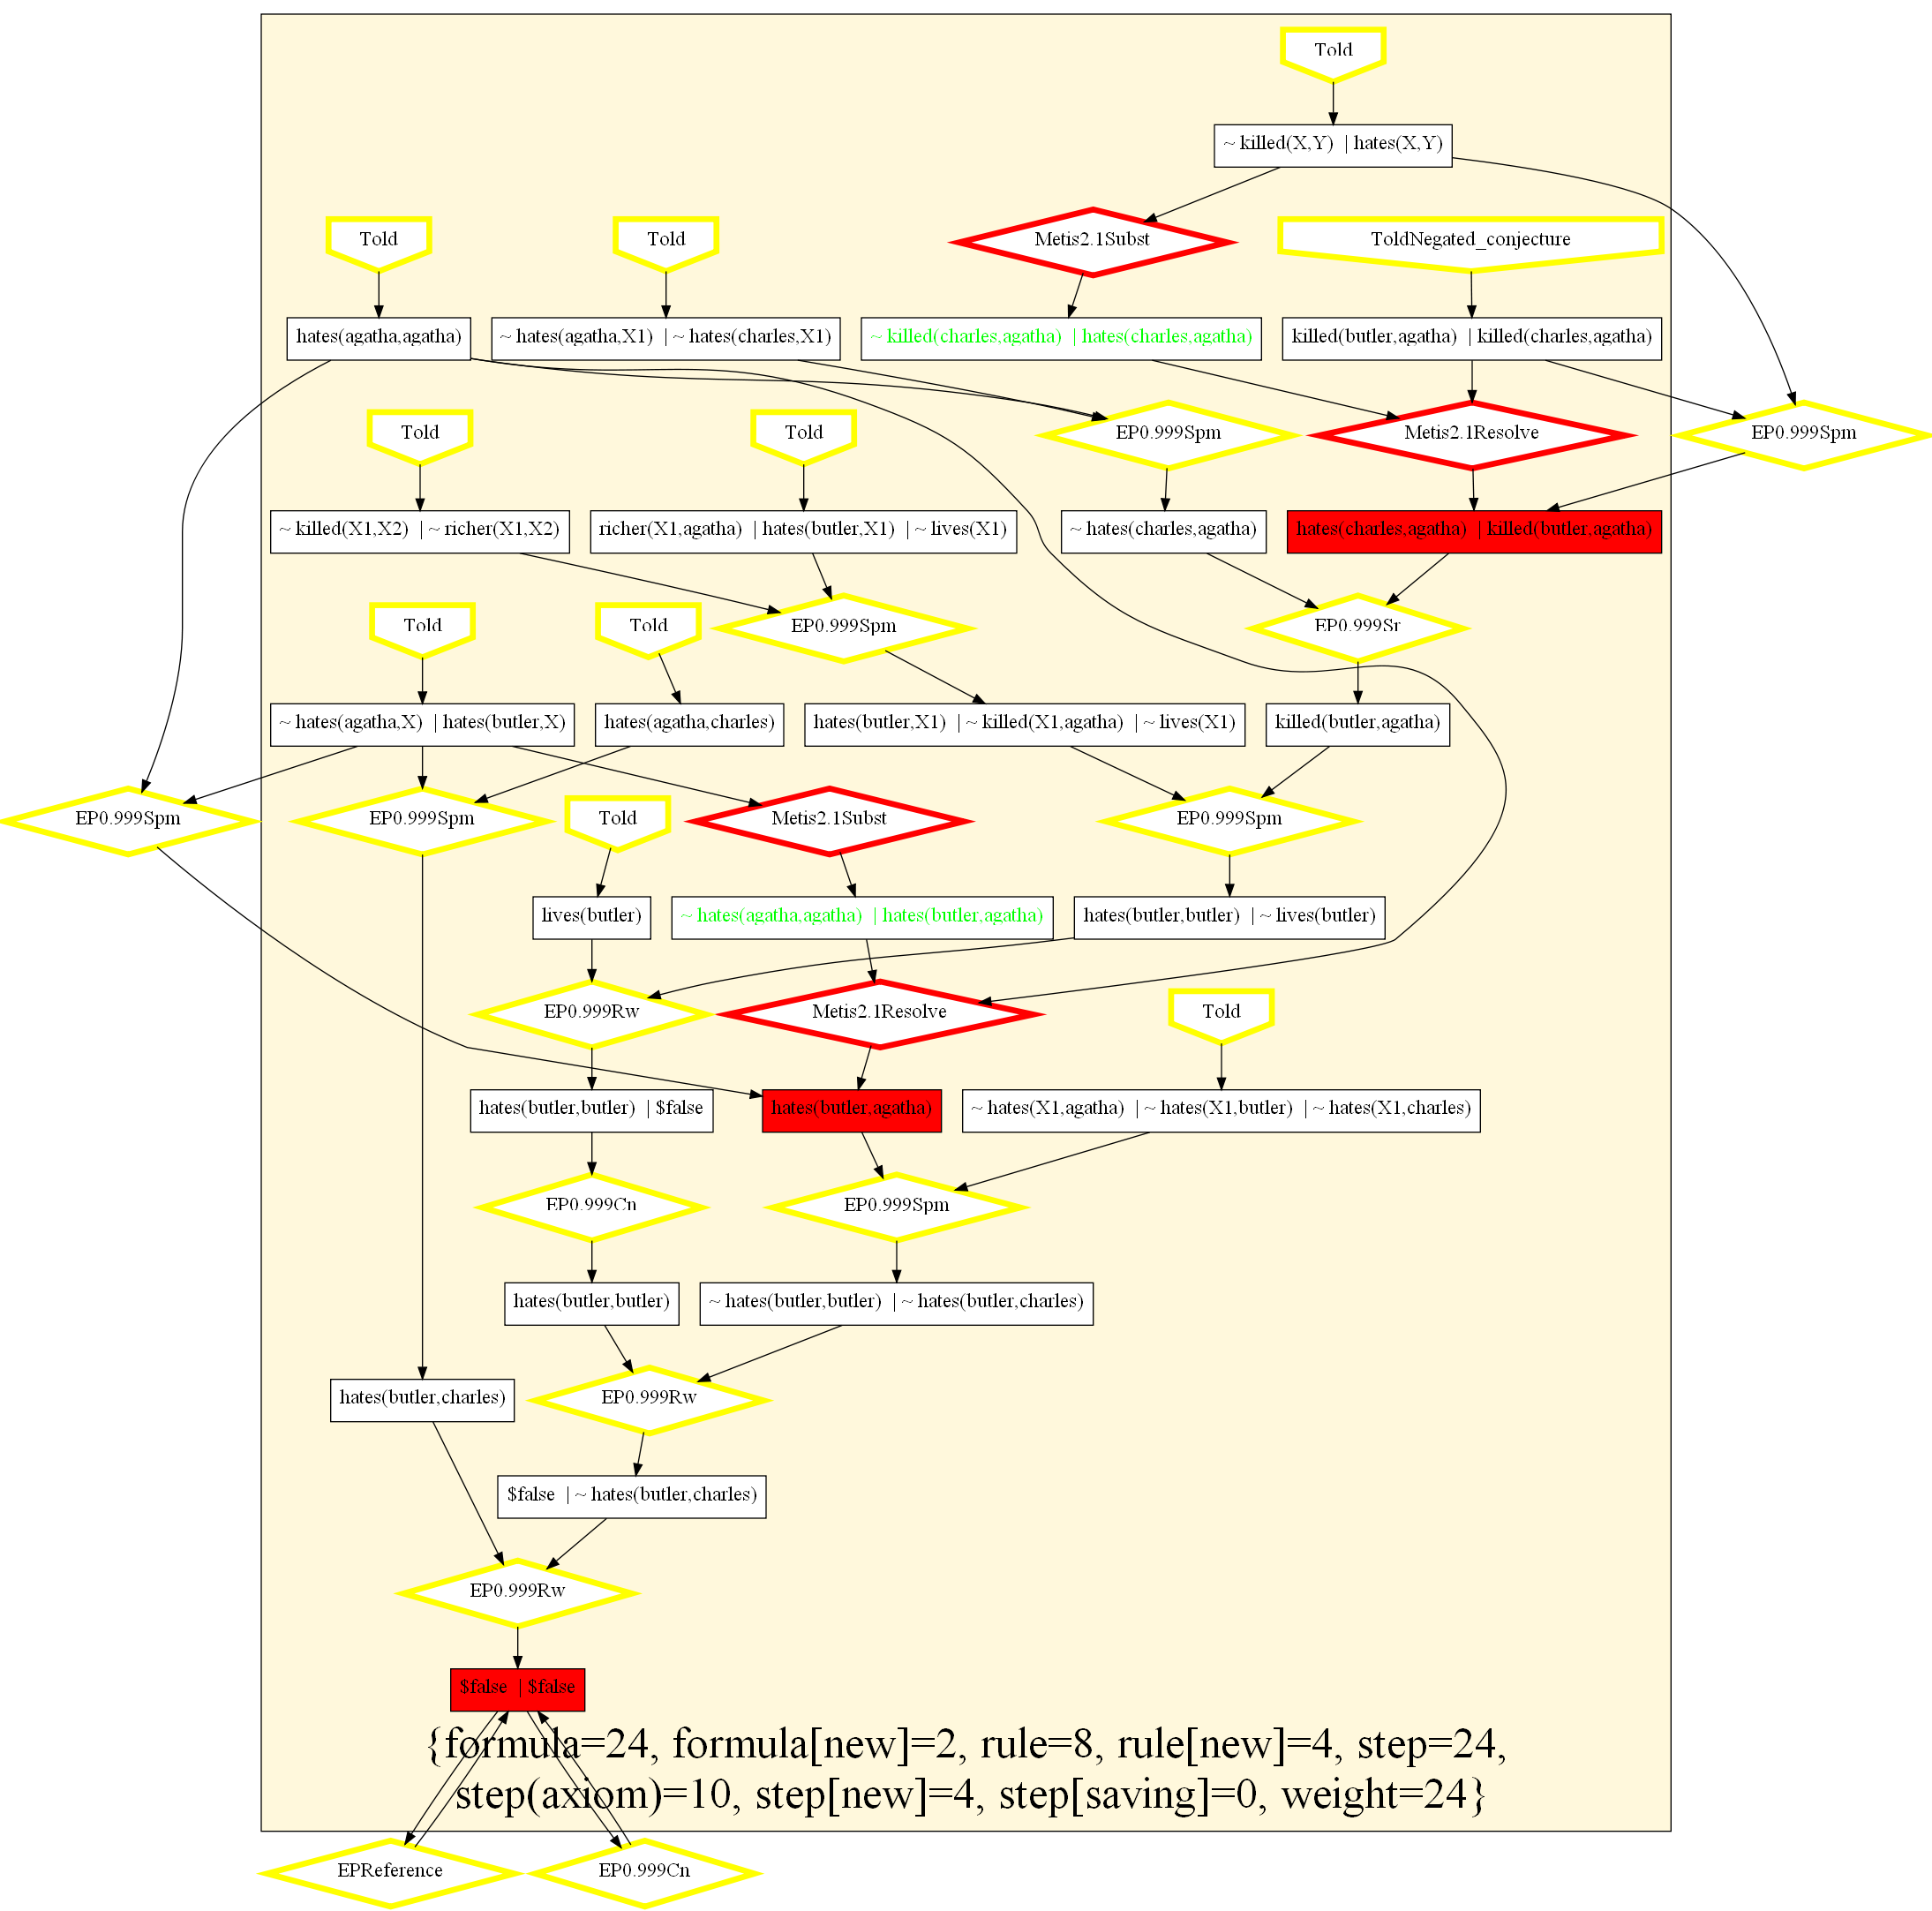 Told
~ killed(X,Y) | hates(X,Y)
Told
Told
Metis2.1Subst
ToldNegated_conjecture
hates(agatha,agatha)
~ hates(agatha,X1) | ~ hates(charles,X1)
~ killed(charles,agatha) | hates(charles,agatha)
killed(butler,agatha) | killed(charles,agatha)
Told
Told
EP0.999Spm
Metis2.1Resolve
EP0.999Spm
~ killed(X1,X2) | ~ richer(X1,X2)
richer(X1,agatha) | hates(butler,X1) | ~ lives(X1)
~ hates(charles,agatha)
hates(charles,agatha) | killed(butler,agatha)
Told
Told
EP0.999Spm
EP0.999Sr
~ hates(agatha,X) | hates(butler,X)
hates(agatha,charles)
hates(butler,X1) | ~ killed(X1,agatha) | ~ lives(X1)
killed(butler,agatha)
EP0.999Spm
EP0.999Spm
Told
Metis2.1Subst
EP0.999Spm
lives(butler)
~ hates(agatha,agatha) | hates(butler,agatha)
hates(butler,butler) | ~ lives(butler)
EP0.999Rw
Metis2.1Resolve
Told
hates(butler,butler) | $false
hates(butler,agatha)
~ hates(X1,agatha) | ~ hates(X1,butler) | ~ hates(X1,charles)
EP0.999Cn
EP0.999Spm
hates(butler,butler)
~ hates(butler,butler) | ~ hates(butler,charles)
hates(butler,charles)
EP0.999Rw
$false | ~ hates(butler,charles)
EP0.999Rw
$false | $false
{formula=24, formula[new]=2, rule=8, rule[new]=4, step=24,
step(axiom)=10, step[new]=4, step[saving]=0, weight=24}
EPReference
EP0.999Cn